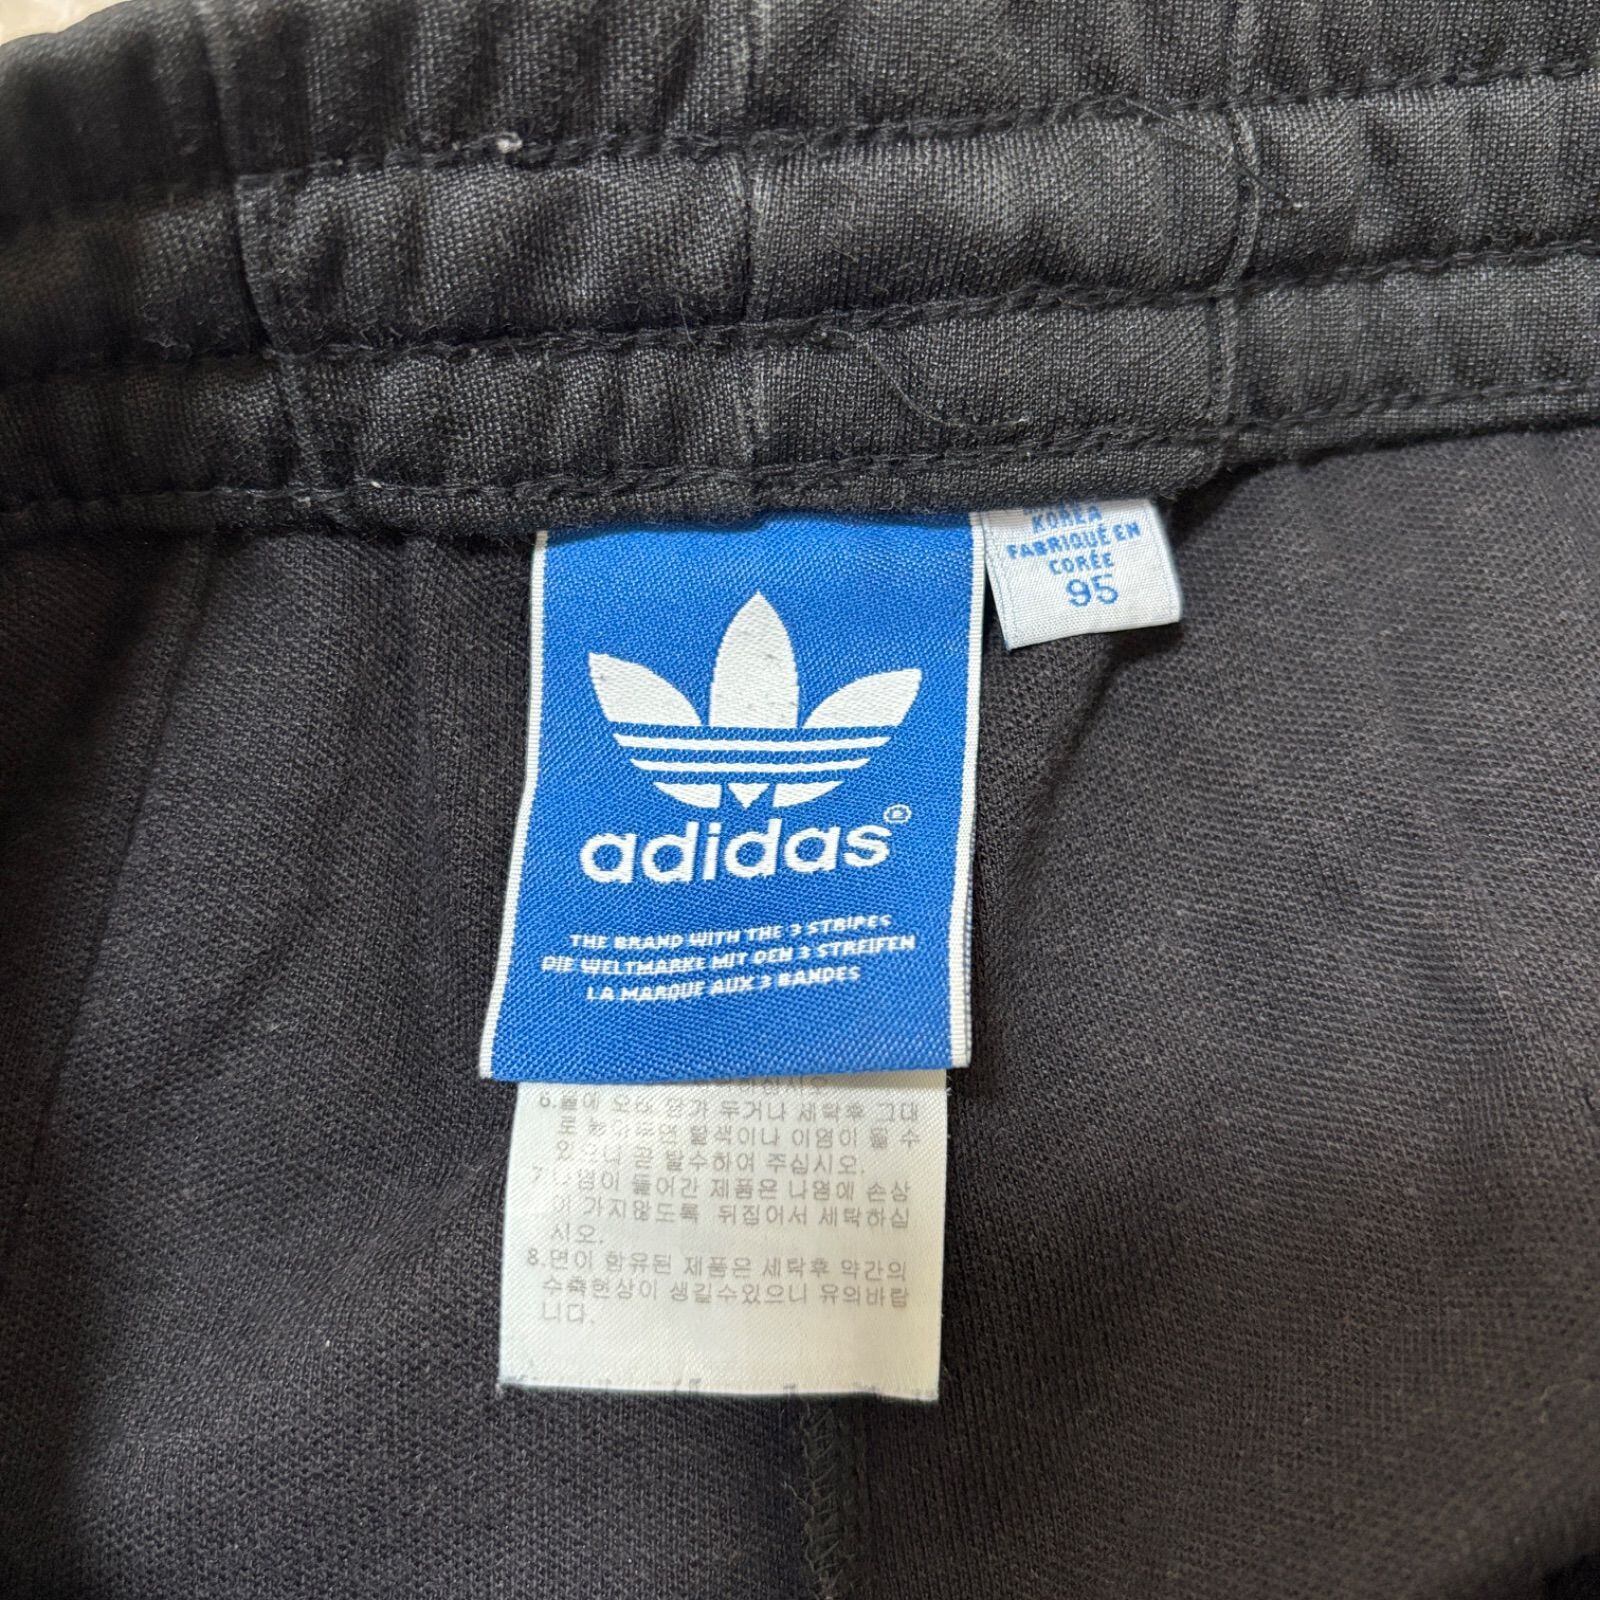 KOREA
FABRIQUÉ EN
CORÉE
95
adidas®
THE BRAND WITH THE 3 STRIPES
DIE WELTMARKE MIT DEN 3 STREIFEN
LA MARQUE AUX 3 BANDES
6.물에 오래 담가 두거나 세탁후 그대
로 놓아두면 탈색이나 이염이 될 수
있으니 곧 탈수하여 주십시오.
7.나염이 들어간 제품은 나염에 손상
이 가지않도록 뒤집어서 세탁하십
시오.
8.면이 함유된 제품은 세탁후 약간의
수축현상이 생길수있으니 유의바랍
니다.